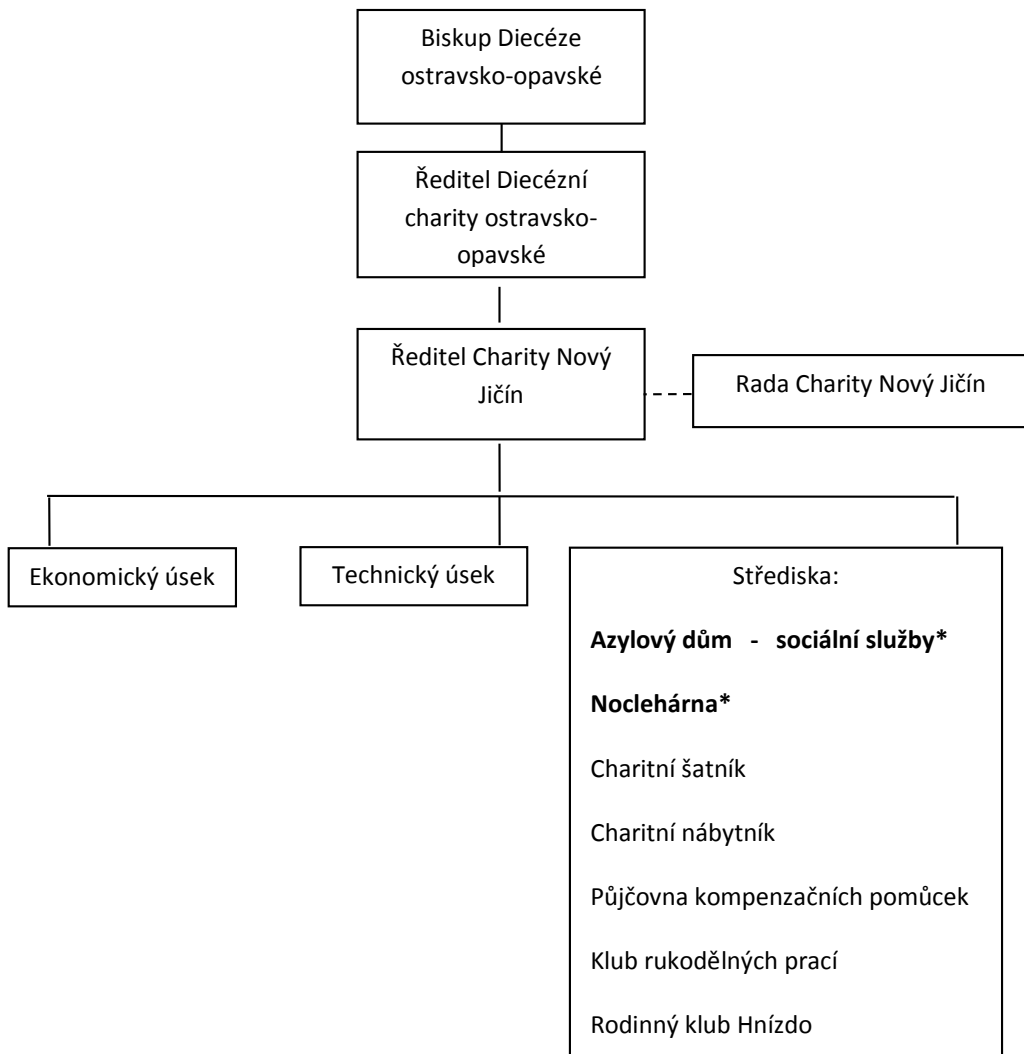 Biskup Diecéze
ostravsko-opavské
Ředitel Diecézní
charity ostravsko-
opavské
Ředitel Charity Nový
Jičín
Rada Charity Nový Jičín
Ekonomický úsek
Technický úsek
Střediska:
Azylový dům - sociální služby*
Noclehárna*
Charitní šatník
Charitní nábytník
Půjčovna kompenzačních pomůcek
Klub rukodělných prací
Rodinný klub Hnízdo